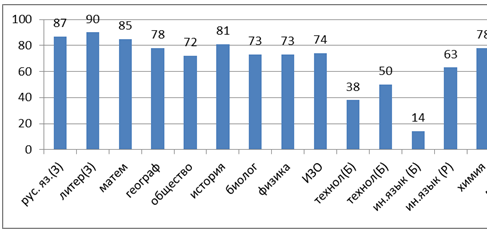 100
80
60
40
20
0
87
90
85
78
72
81
73
73
74
38
50
14
63
78
рус. яз.(З)
литер(З)
матем
географ
общество
история
биолог
физика
ИЗО
технол(Б)
технол(Б)
ин.язык (Б)
ин.язык (Р)
химия